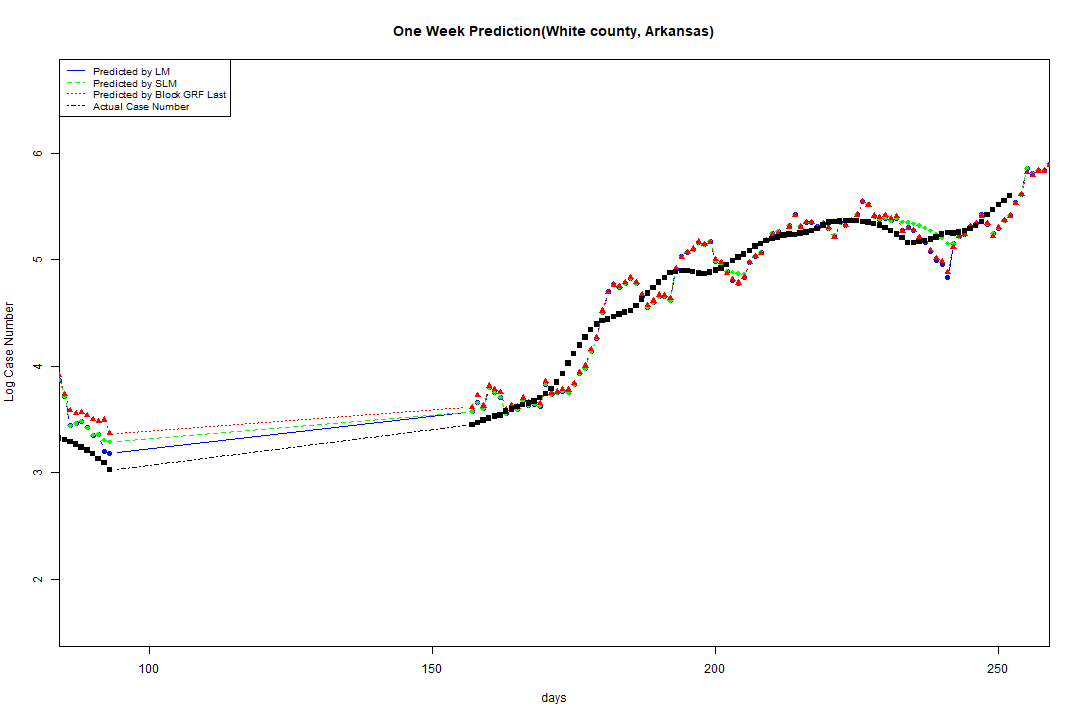 One Week Prediction(White county, Arkansas)
Predicted by LM
Predicted by SLM
Predicted by Block GRF Last
Actual Case Number
Log Case Number
6
5
4
3
2
100 150 200 250
days